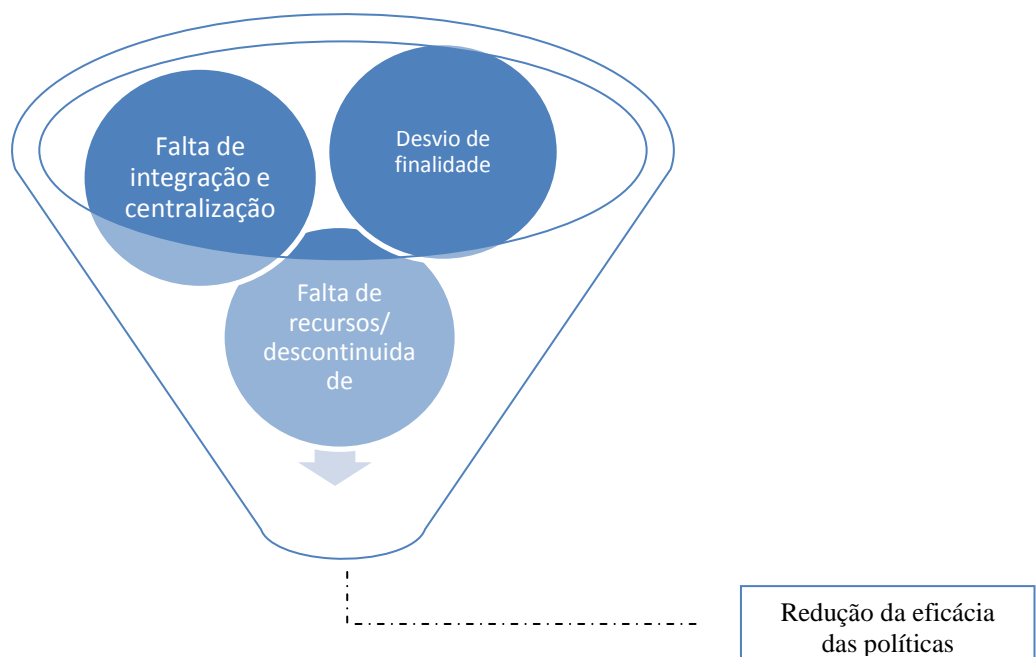 Falta de
integração e
centralização
Desvio de
finalidade
Falta de
recursos/
descontinuida
de
Redução da eficácia
das políticas